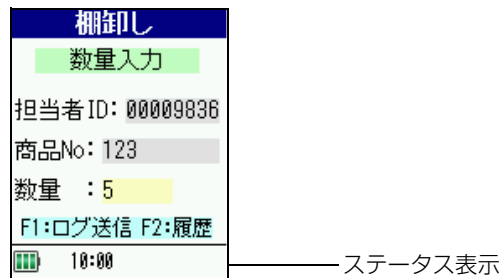 棚卸し
数量入力
担当者ID: 00009836
商品No: 123
数量 : 5
F1:ログ送信 F2:履歴
10:00 ステータス表示